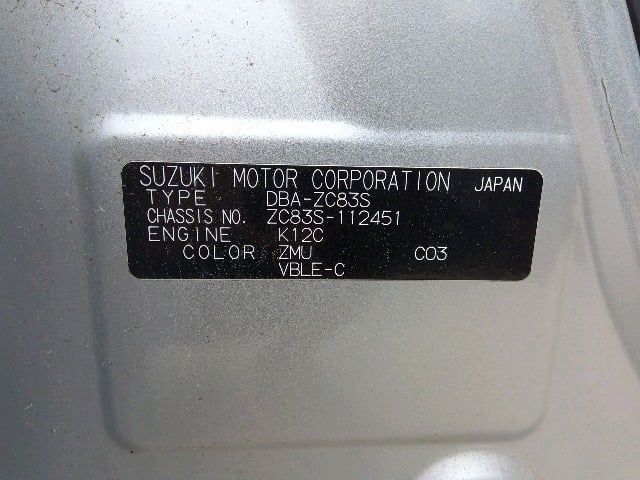 SUZUKI MOTOR CORPORATION JAPAN
TYPE DBA-ZC83S
CHASSIS NO. ZC83S-112451
ENGINE K12C
COLOR ZMU C03
VBLE-C